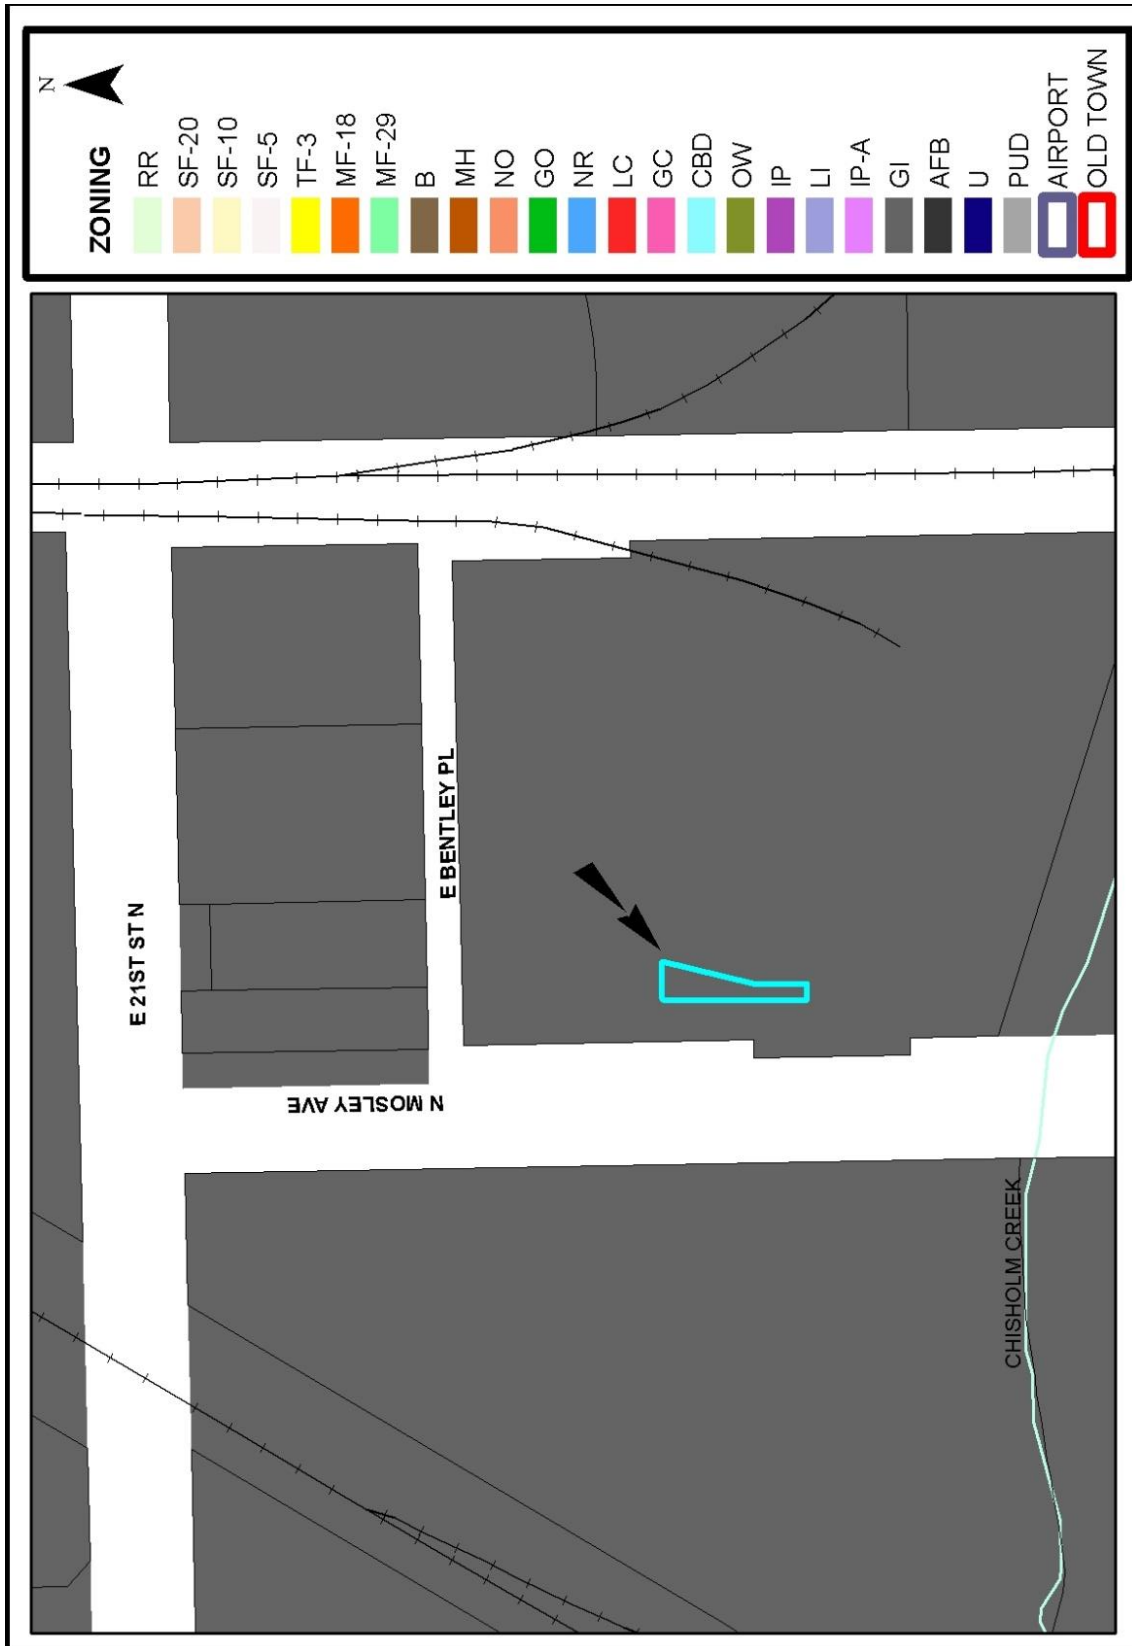 N
ZONING
RR
SF-20
SF-10
SF-5
TF-3
MF-18
MF-29
B
MH
NO
GO
NR
LC
GC
CBD
OW
IP
LI
IP-A
GI
AFB
U
PUD
AIRPORT
OLD TOWN
E 21ST ST N
E BENTLEY PL
N MOSLEY AVE
CHISHOLM CREEK